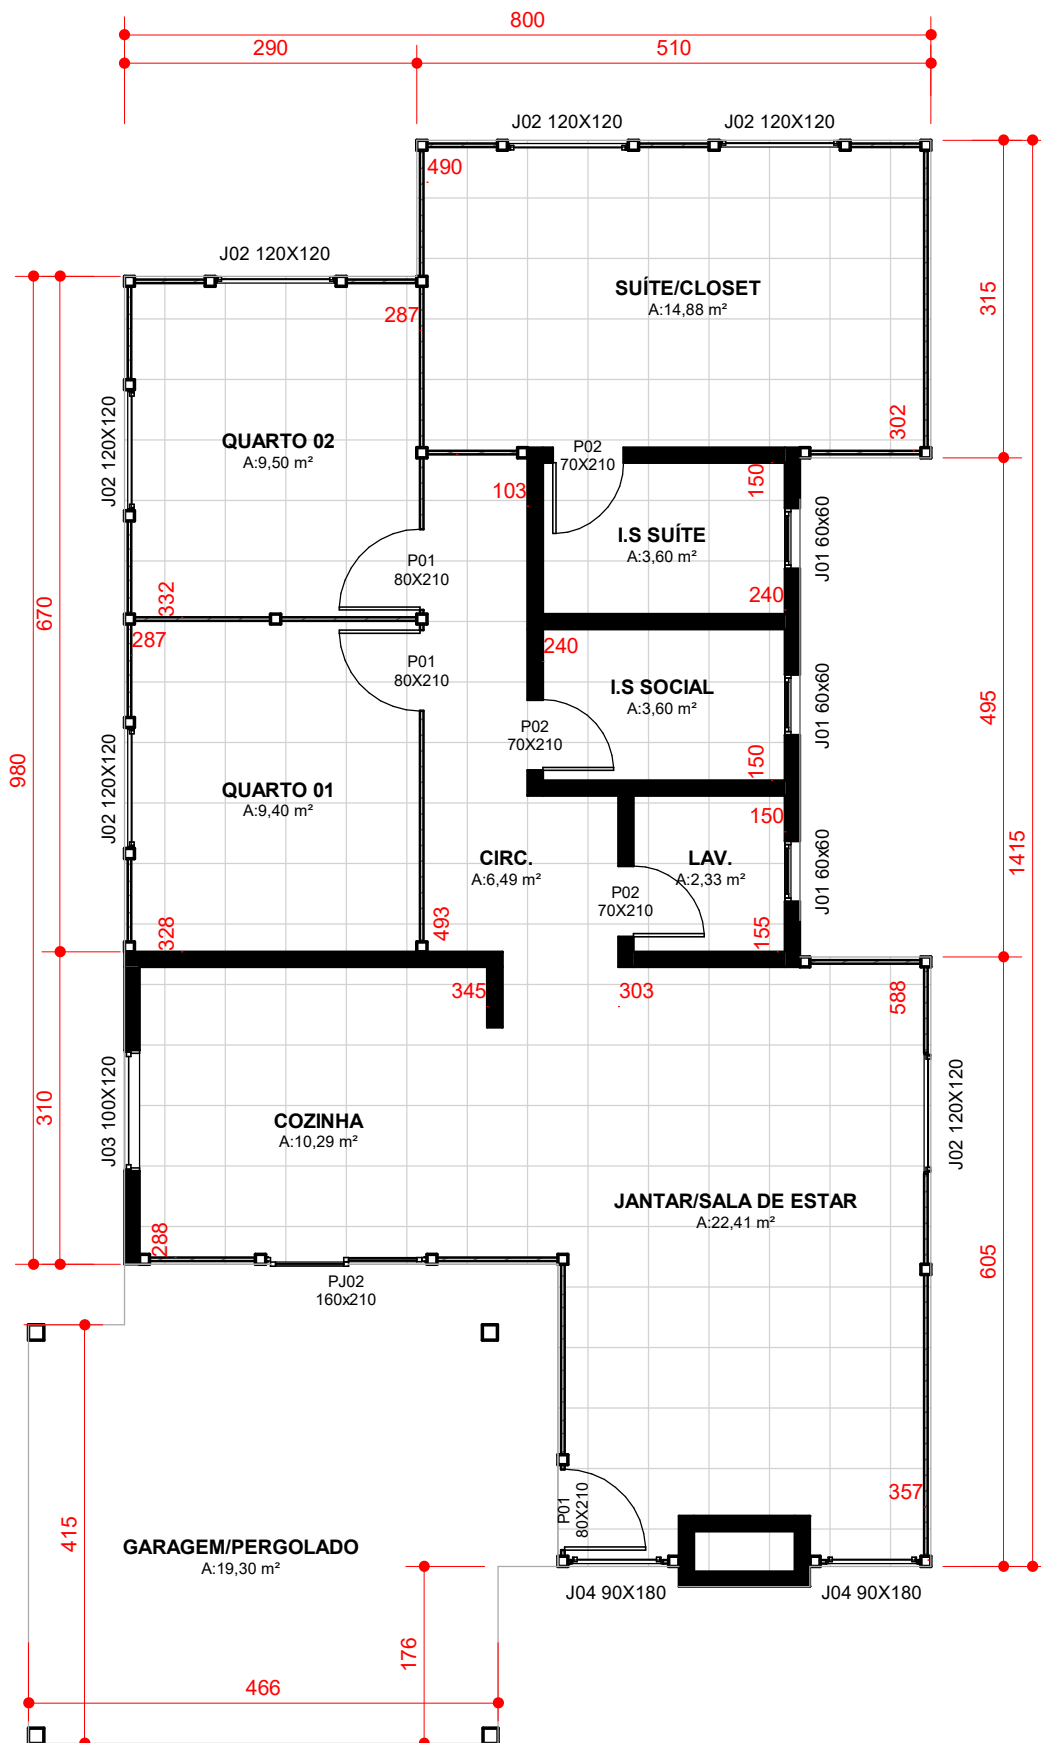 800
290
510
J02 120X120
J02 120X120
490
J02 120X120
SUÍTE/CLOSET
A:14,88 m²
315
287
302
J02 120X120
QUARTO 02
A:9,50 m²
P02
70X210
150
103
I.S SUÍTE
A:3,60 m²
J01 60x60
P01
80X210
332
240
670
287
240
P01
80X210
I.S SOCIAL
A:3,60 m²
J01 60x60
495
P02
70X210
150
980
J02 120X120
QUARTO 01
A:9,40 m²
150
1415
CIRC.
A:6,49 m²
LAV.
A:2,33 m²
J01 60x60
P02
70X210
328
493
155
345
303
588
310
J03 100X120
COZINHA
A:10,29 m²
J02 120X120
JANTAR/SALA DE ESTAR
A:22,41 m²
288
605
PJ02
160x210
P01
80X210
357
415
GARAGEM/PERGOLADO
A:19,30 m²
J04 90X180
J04 90X180
176
466